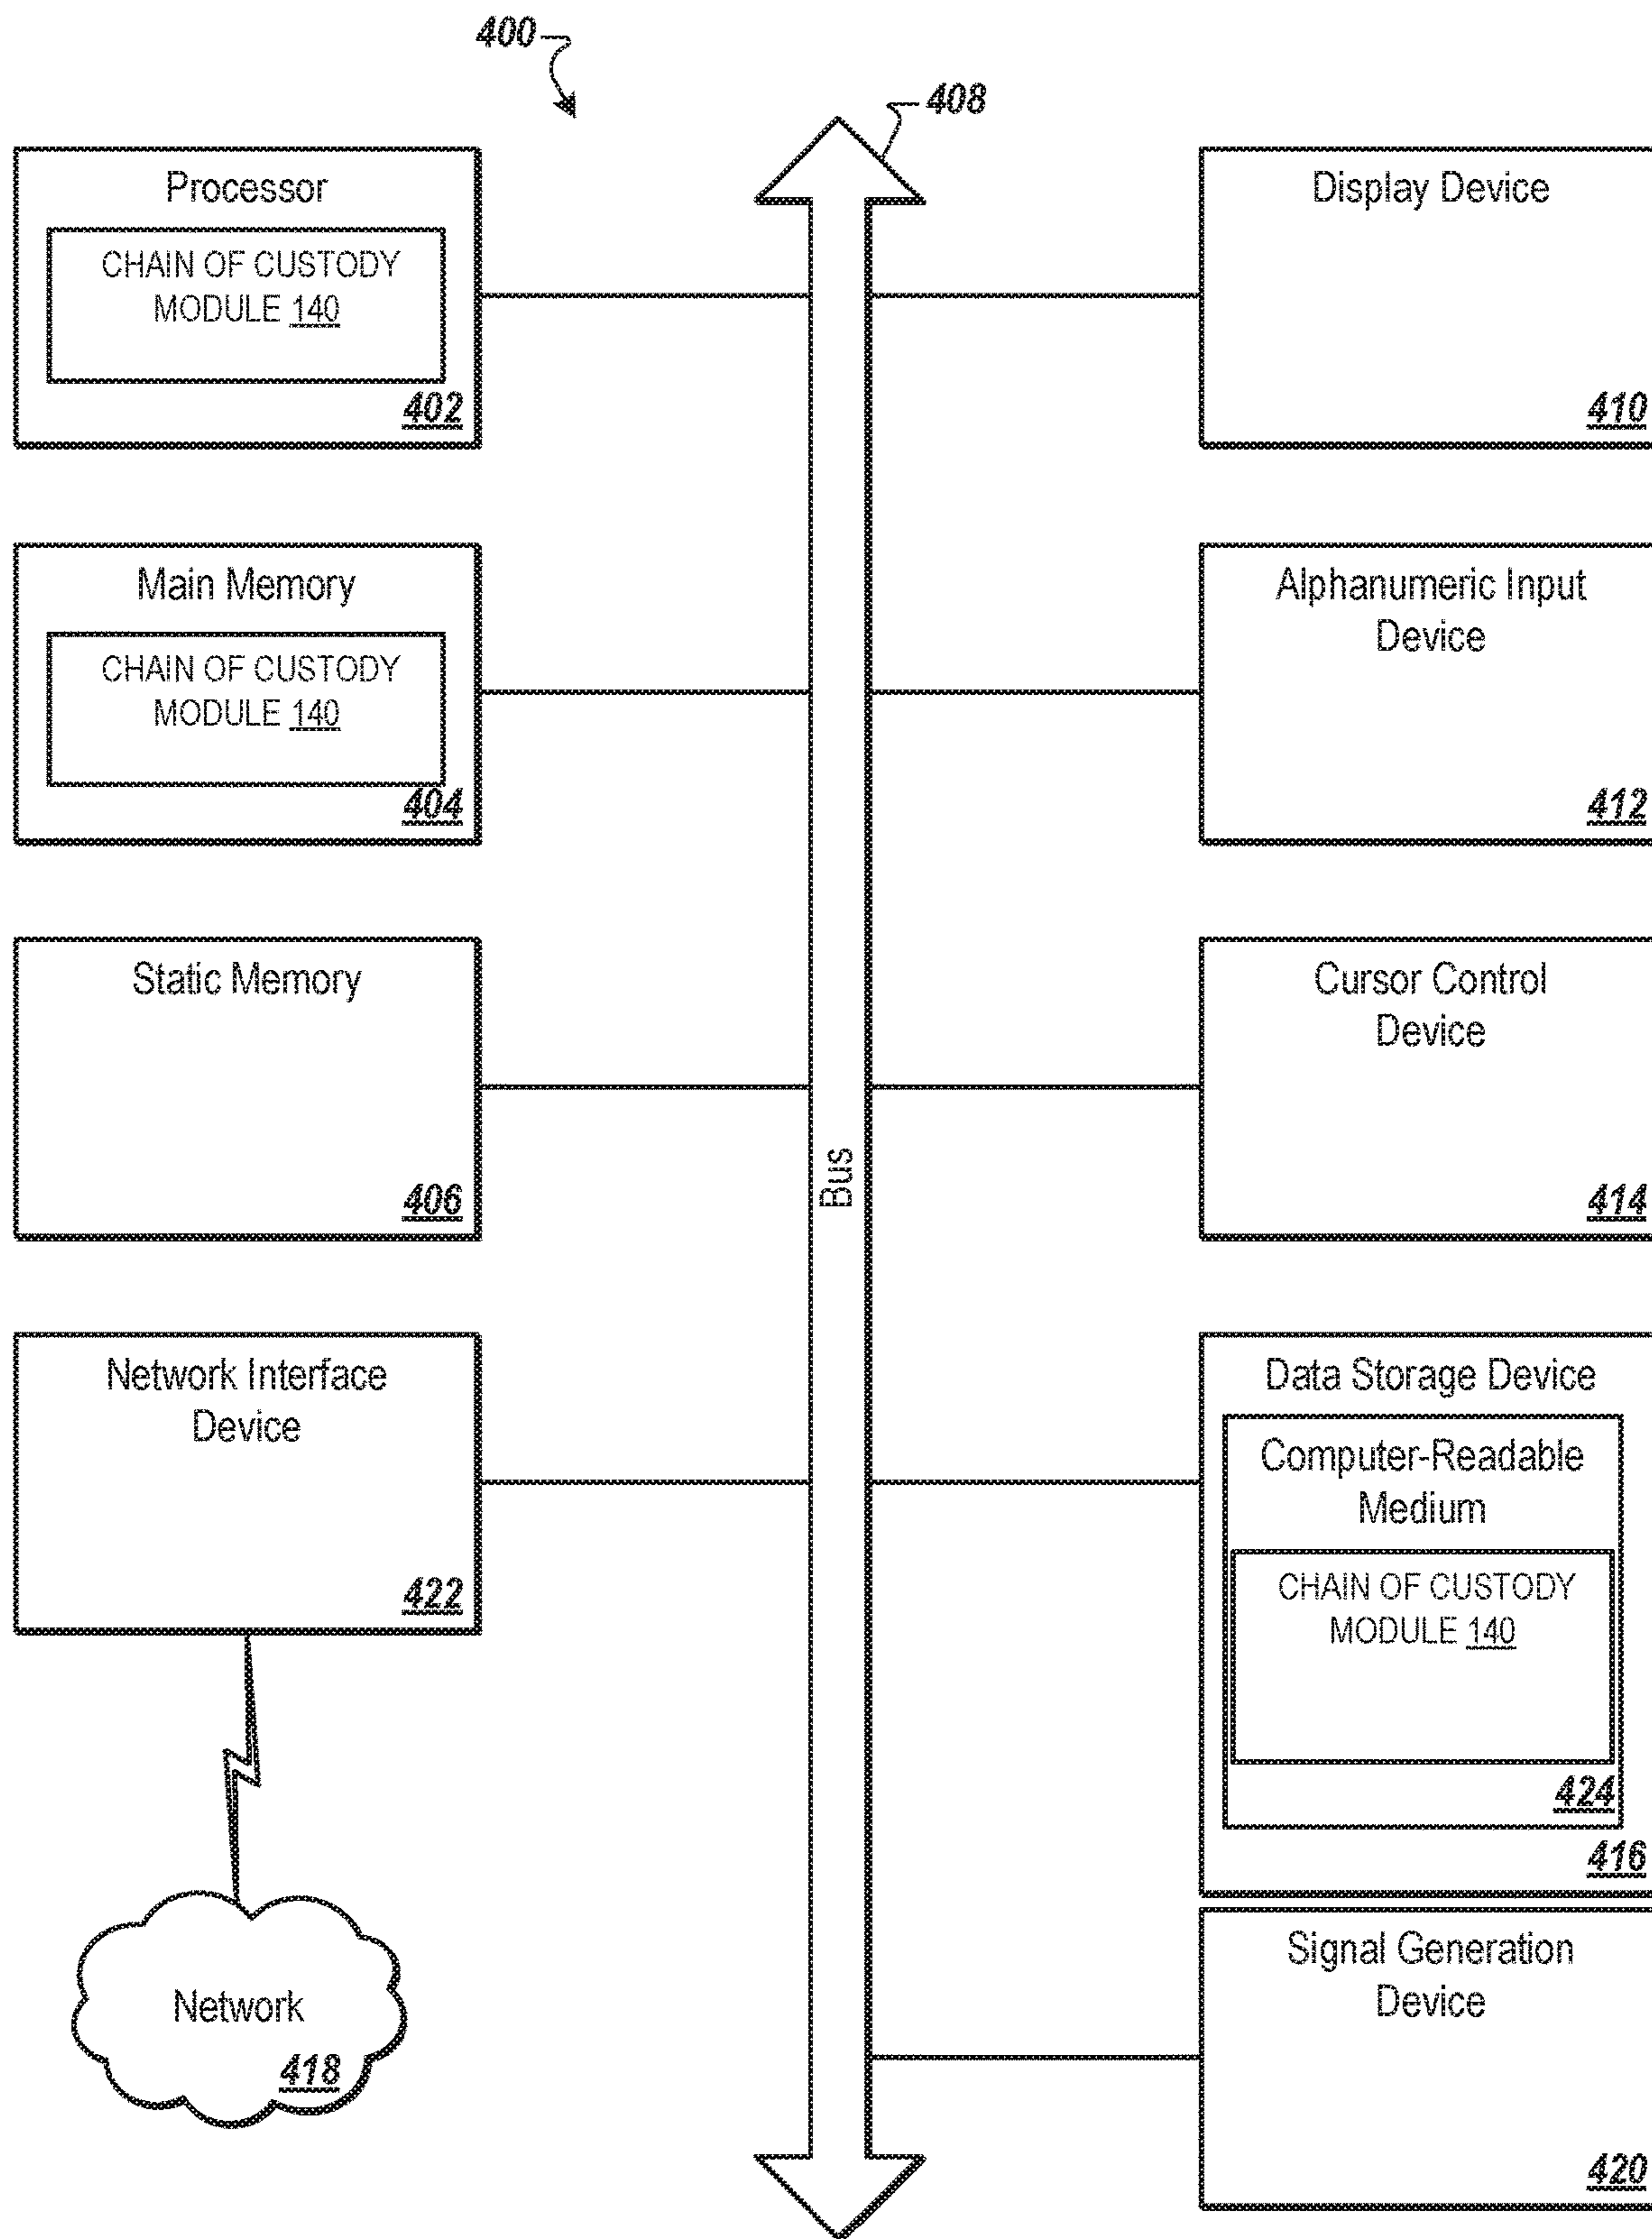 400
408
Processor
CHAIN OF CUSTODY
MODULE 140
402
Main Memory
CHAIN OF CUSTODY
MODULE 140
404
Static Memory
406
Network Interface
Device
422
Network
418
Bus
Display Device
410
Alphanumeric Input
Device
412
Cursor Control
Device
414
Data Storage Device
Computer-Readable
Medium
CHAIN OF CUSTODY
MODULE 140
424
416
Signal Generation
Device
420